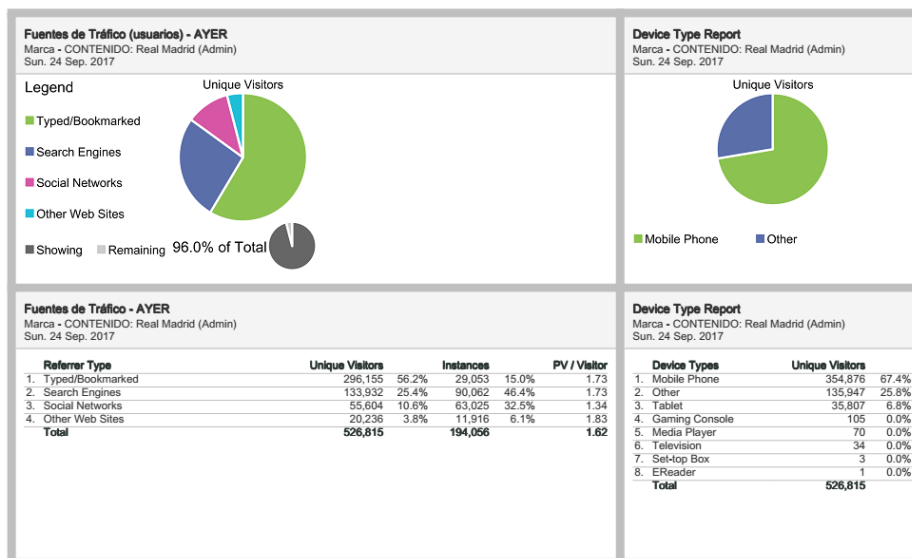 Fuentes de Tráfico (usuarios) - AYER
Marca - CONTENIDO: Real Madrid (Admin)
Sun. 24 Sep. 2017
Legend
Unique Visitors
Typed/Bookmarked
Search Engines
Social Networks
Other Web Sites
Showing Remaining 96.0% of Total
Device Type Report
Marca - CONTENIDO: Real Madrid (Admin)
Sun. 24 Sep. 2017
Unique Visitors
Mobile Phone Other
Fuentes de Tráfico - AYER
Marca - CONTENIDO: Real Madrid (Admin)
Sun. 24 Sep. 2017
Referrer Type Unique Visitors Instances PV / Visitor
1. Typed/Bookmarked 296,155 56.2% 29,053 15.0% 1.73
2. Search Engines 133,932 25.4% 90,062 46.4% 1.73
3. Social Networks 55,604 10.6% 63,025 32.5% 1.34
4. Other Web Sites 20,236 3.8% 11,916 6.1% 1.83
Total 526,815 194,056 1.62
Device Type Report
Marca - CONTENIDO: Real Madrid (Admin)
Sun. 24 Sep. 2017
Device Types Unique Visitors
1. Mobile Phone 354,876 67.4%
2. Other 135,947 25.8%
3. Tablet 35,807 6.8%
4. Gaming Console 105 0.0%
5. Media Player 70 0.0%
6. Television 34 0.0%
7. Set-top Box 3 0.0%
8. EReader 1 0.0%
Total 526,815